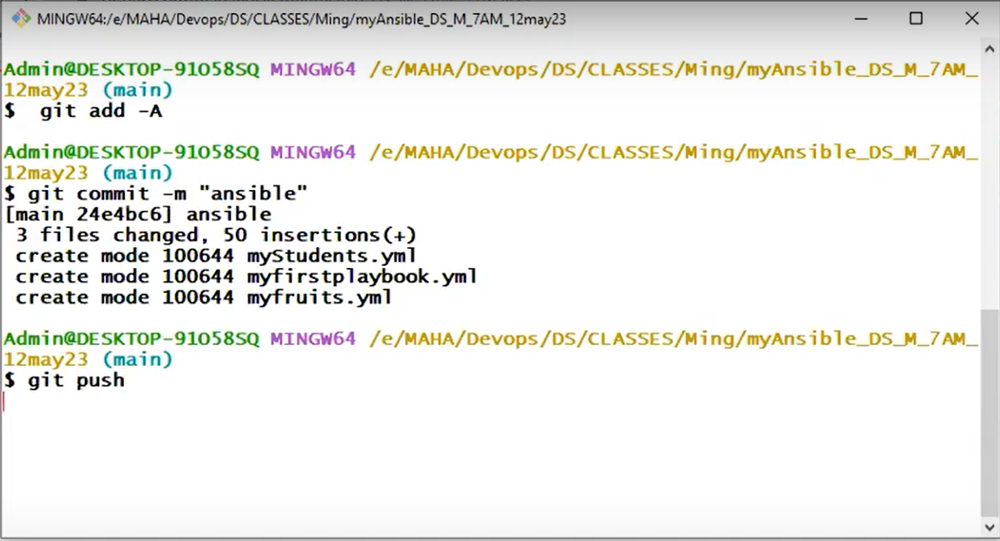 MINGW64:/e/MAHA/Devops/DS/CLASSES/Ming/myAnsible_DS_M_7AM_12may23
Admin@DESKTOP-91O58SQ MINGW64 /e/MAHA/Devops/DS/CLASSES/Ming/myAnsible_DS_M_7AM_
12may23 (main)
$  git add -A
Admin@DESKTOP-91O58SQ MINGW64 /e/MAHA/Devops/DS/CLASSES/Ming/myAnsible_DS_M_7AM_
12may23 (main)
$ git commit -m "ansible"
[main 24e4bc6] ansible
 3 files changed, 50 insertions(+)
 create mode 100644 myStudents.yml
 create mode 100644 myfirstplaybook.yml
 create mode 100644 myfruits.yml
Admin@DESKTOP-91O58SQ MINGW64 /e/MAHA/Devops/DS/CLASSES/Ming/myAnsible_DS_M_7AM_
12may23 (main)
$ git push